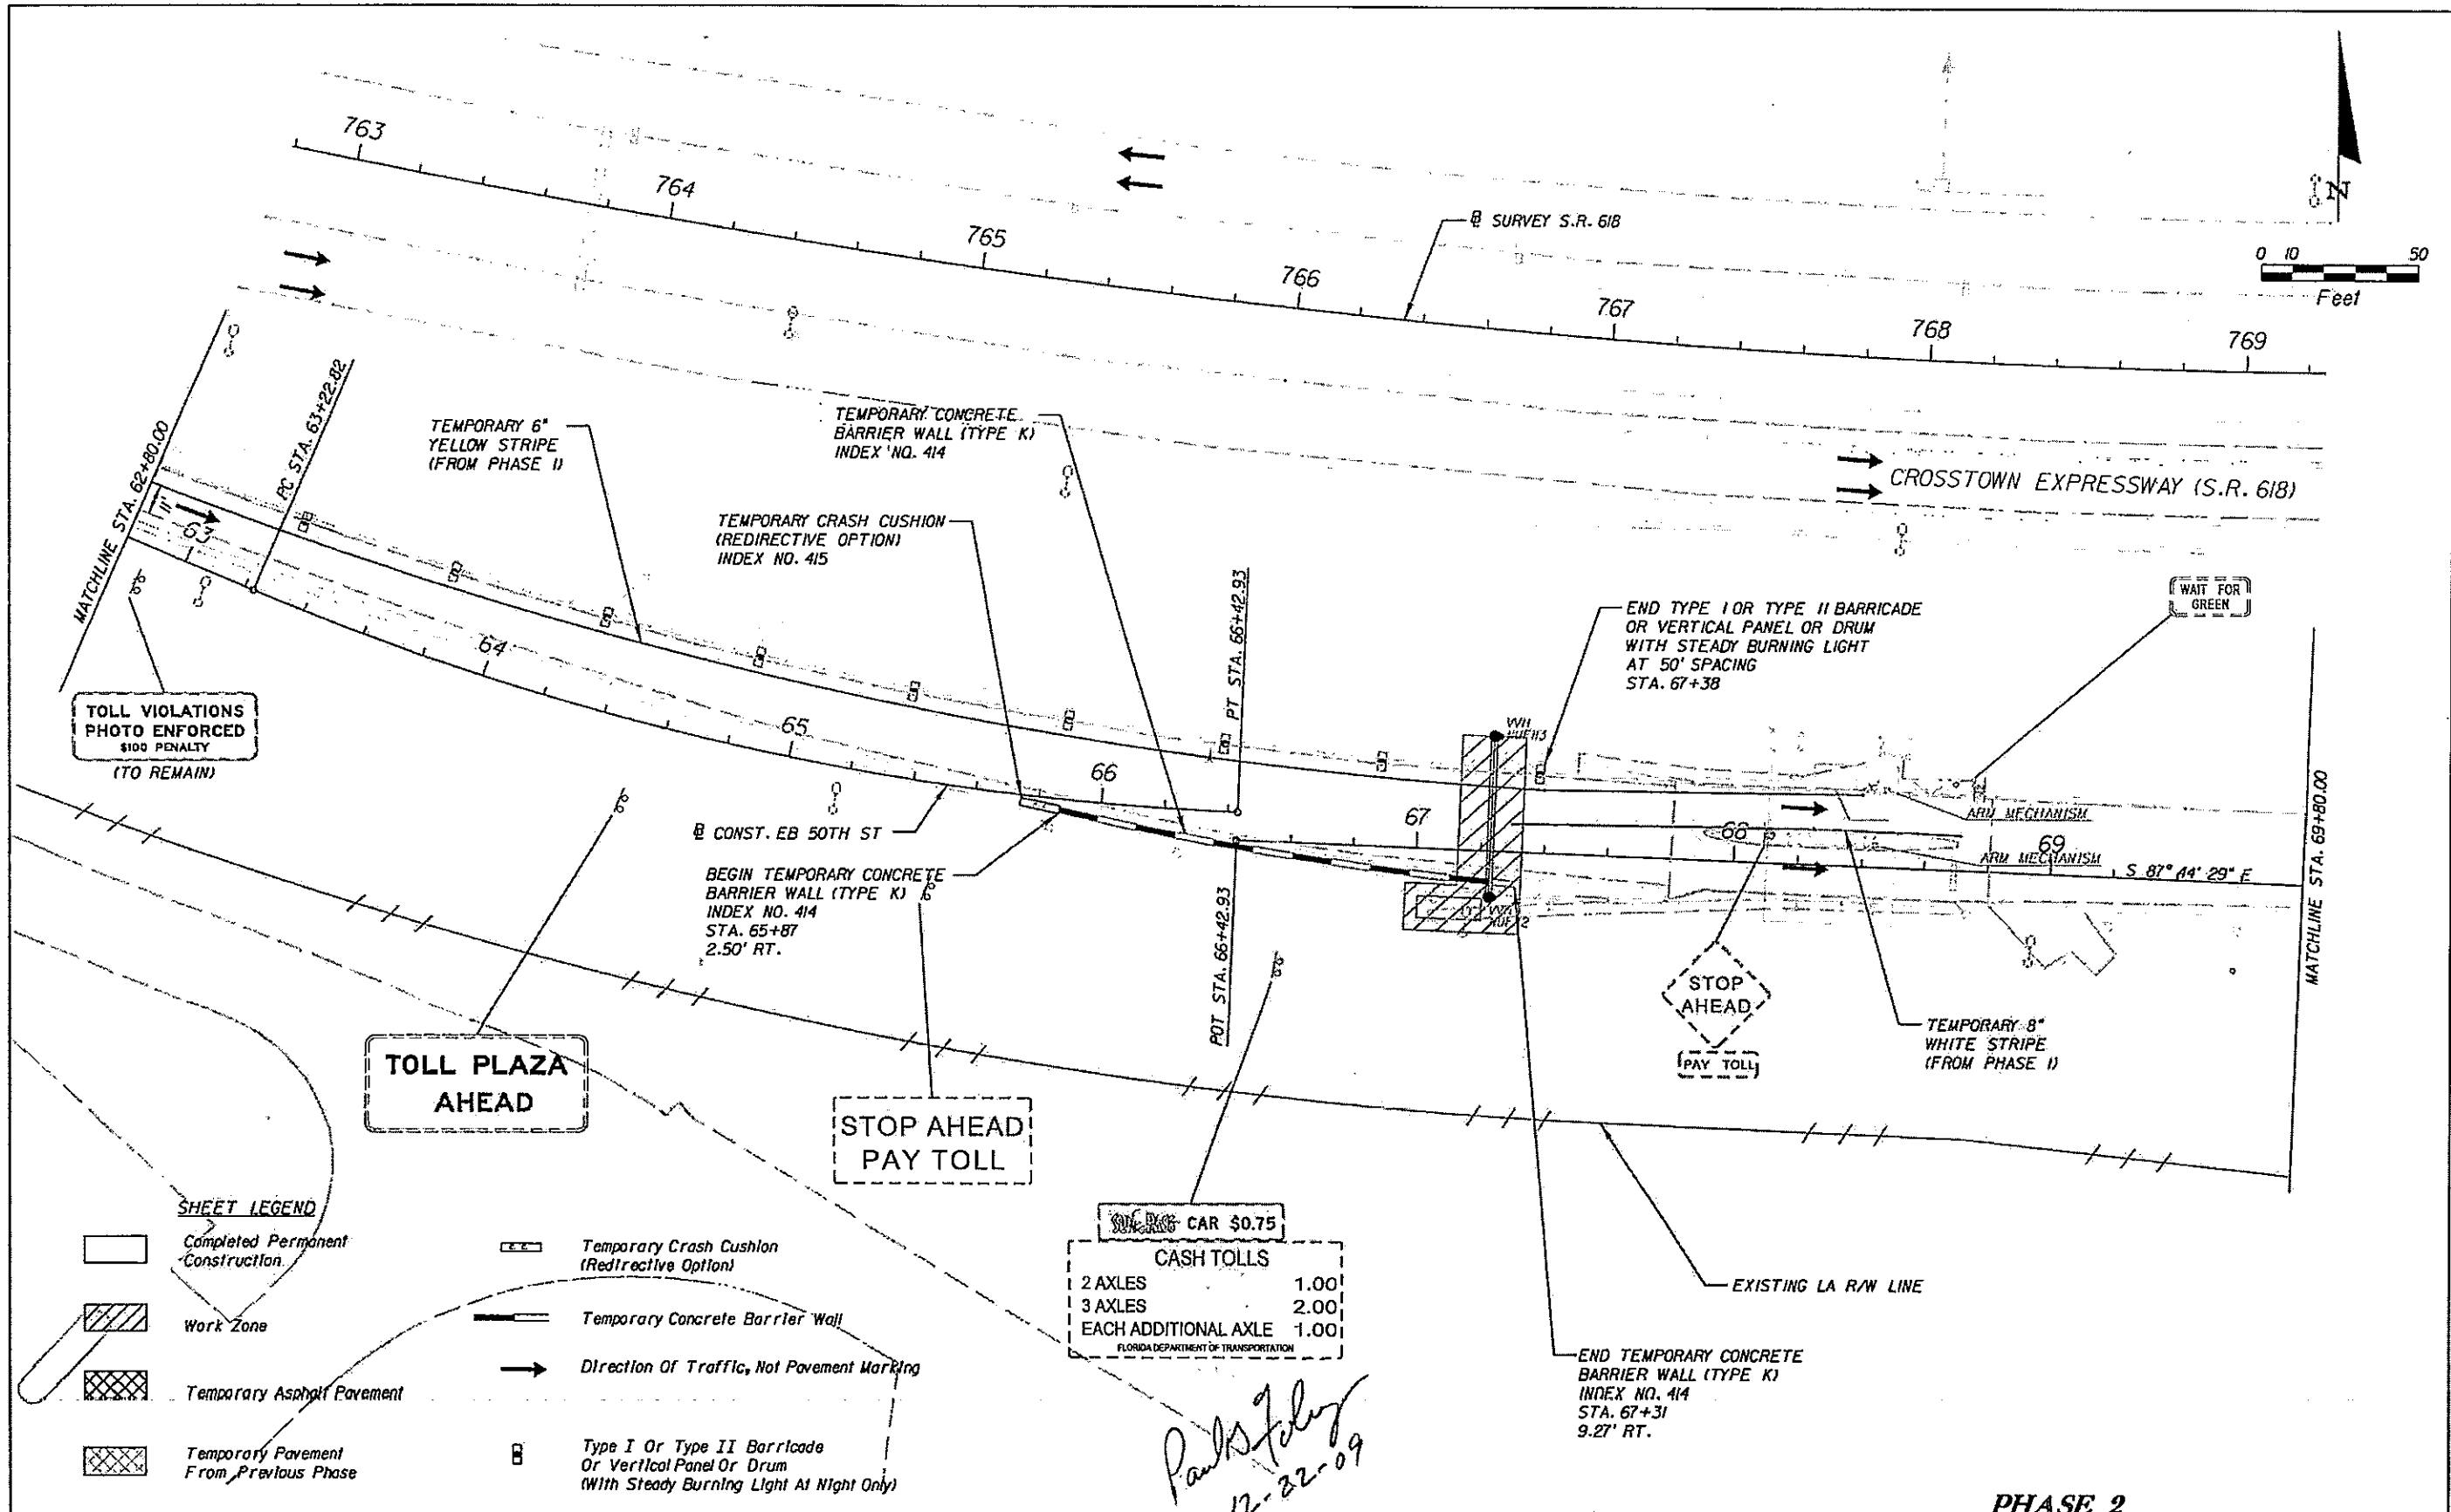 763
764
765
766
767
768
769
℄ SURVEY S.R. 618
N
0 10 50
Feet
MATCHLINE STA. 62+80.00
PC STA. 63+22.82
TEMPORARY 6"
YELLOW STRIPE
(FROM PHASE I)
TEMPORARY CONCRETE
BARRIER WALL (TYPE K)
INDEX NO. 414
TEMPORARY CRASH CUSHION
(REDIRECTIVE OPTION)
INDEX NO. 415
CROSSTOWN EXPRESSWAY (S.R. 618)
11'
63
64
65
66
67
68
69
PT STA. 66+42.93
END TYPE I OR TYPE II BARRICADE
OR VERTICAL PANEL OR DRUM
WITH STEADY BURNING LIGHT
AT 50' SPACING
STA. 67+38
WAIT FOR
GREEN
TOLL VIOLATIONS
PHOTO ENFORCED
$100 PENALTY
(TO REMAIN)
ARM MECHANISM
ARM MECHANISM
S 87° 44' 29" E
MATCHLINE STA. 69+80.00
℄ CONST. EB 50TH ST
BEGIN TEMPORARY CONCRETE
BARRIER WALL (TYPE K)
INDEX NO. 414
STA. 65+87
2.50' RT.
POT STA. 66+42.93
STOP
AHEAD
PAY TOLL
TEMPORARY 8"
WHITE STRIPE
(FROM PHASE I)
TOLL PLAZA
AHEAD
STOP AHEAD
PAY TOLL
CAR $0.75
CASH TOLLS
2 AXLES 1.00
3 AXLES 2.00
EACH ADDITIONAL AXLE 1.00
FLORIDA DEPARTMENT OF TRANSPORTATION
EXISTING LA R/W LINE
END TEMPORARY CONCRETE
BARRIER WALL (TYPE K)
INDEX NO. 414
STA. 67+31
9.27' RT.
SHEET LEGEND
Completed Permanent
Construction
Work Zone
Temporary Asphalt Pavement
Temporary Pavement
From Previous Phase
Temporary Crash Cushion
(Redirective Option)
Temporary Concrete Barrier Wall
Direction Of Traffic, Not Pavement Marking
Type I Or Type II Barricade
Or Vertical Panel Or Drum
(With Steady Burning Light At Night Only)
12-22-09
PHASE 2